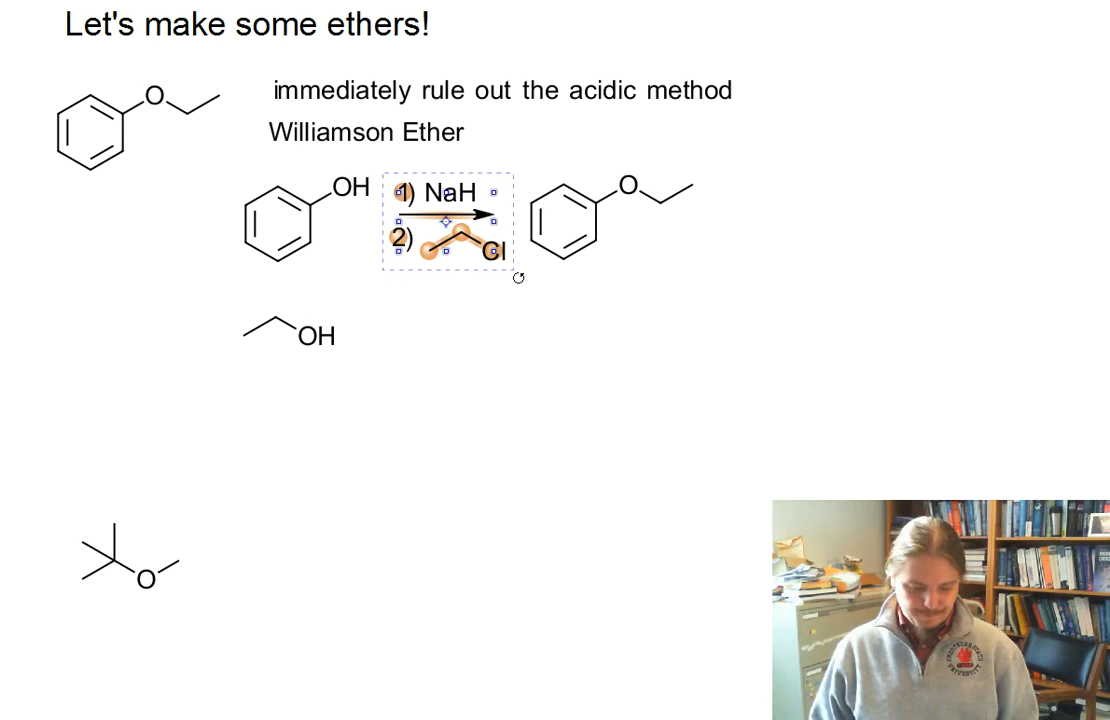 Let's make some ethers!
O
immediately rule out the acidic method
Williamson Ether
OH
1) NaH
2)
Cl
O
OH
O